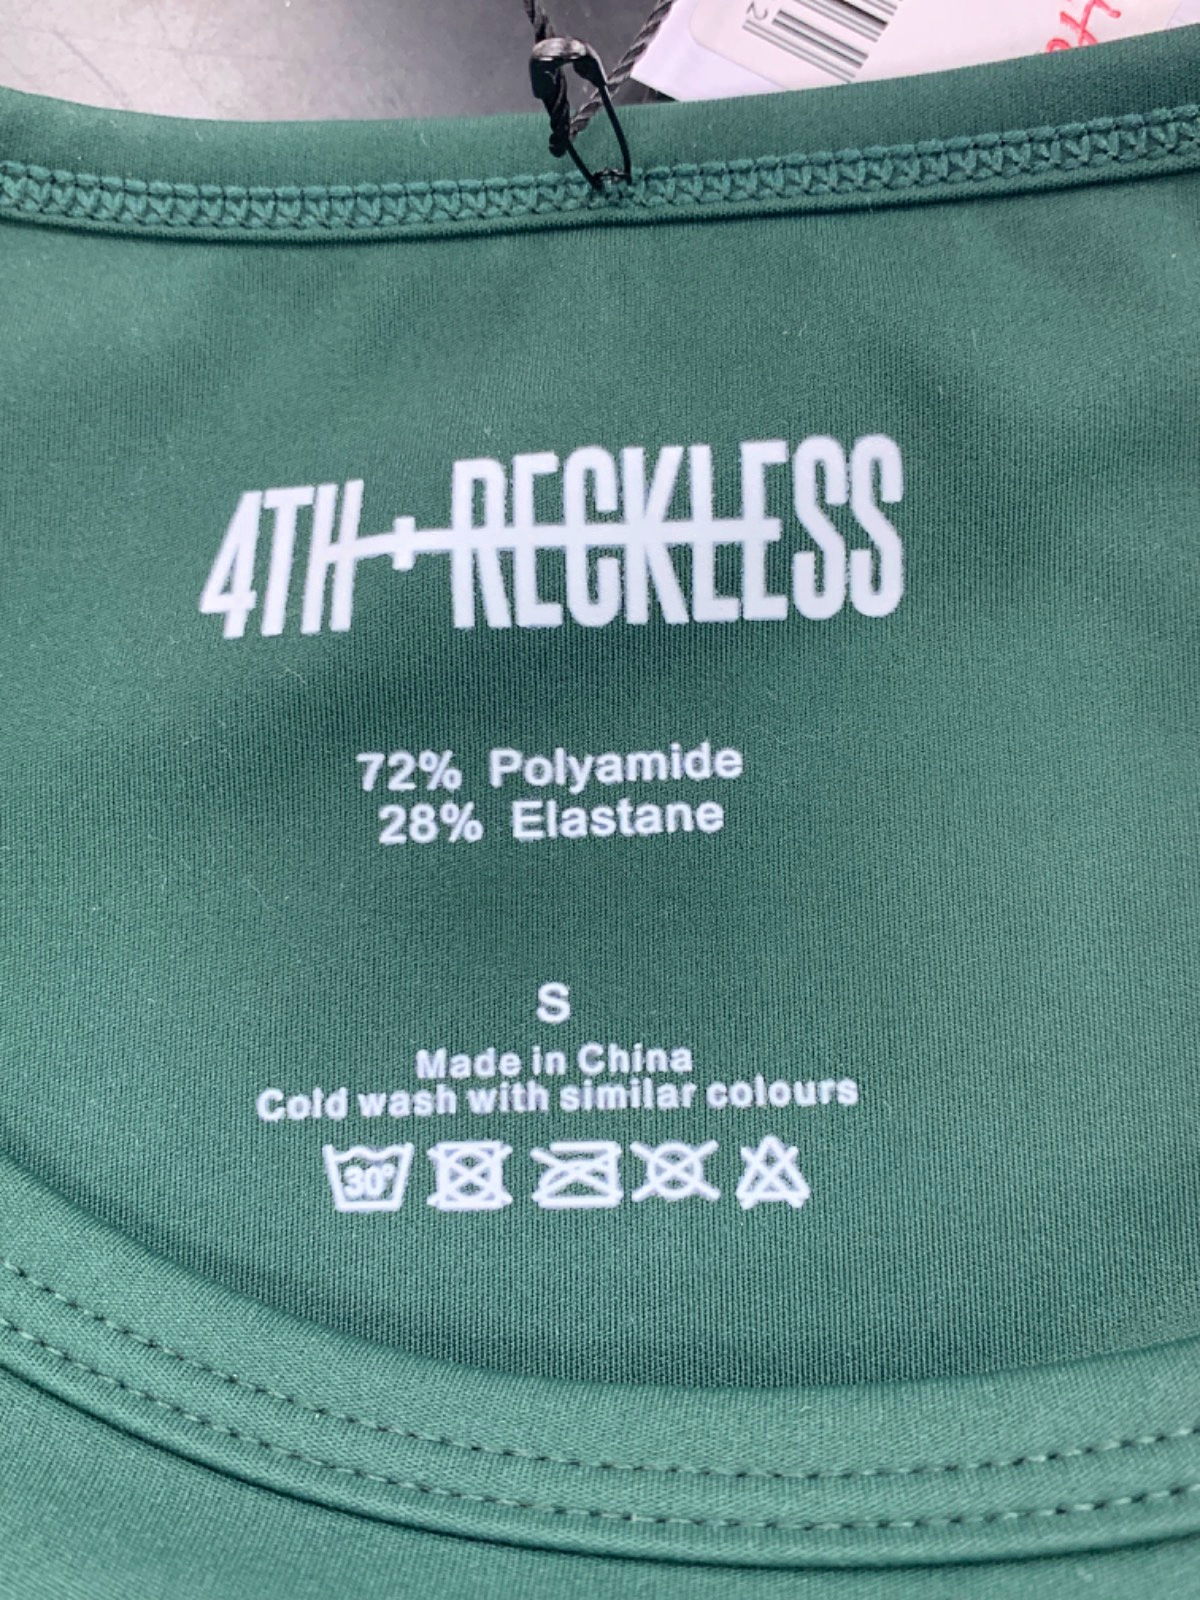 4TH + RECKLESS
72% Polyamide
28% Elastane
S
Made in China
Cold wash with similar colours
30°